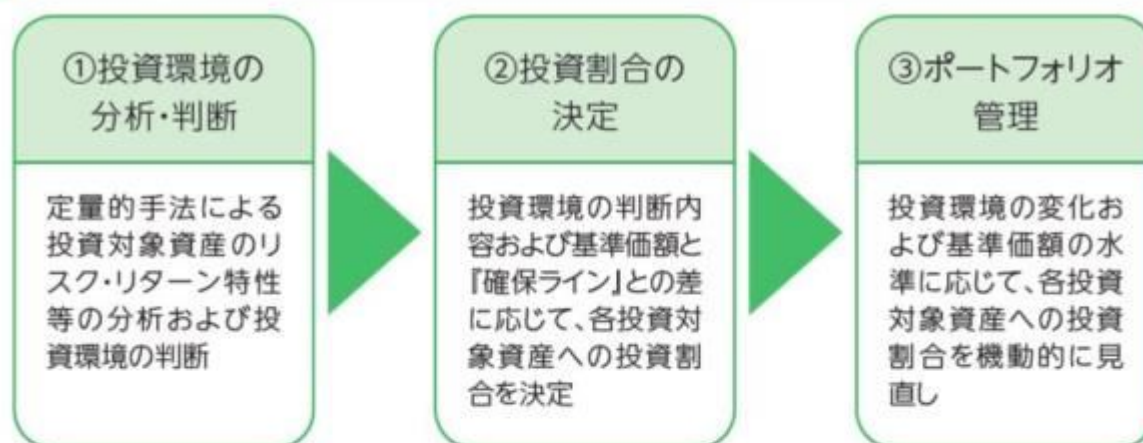 ①投資環境の
分析・判断
定量的手法による
投資対象資産のリ
スク・リターン特性
等の分析および投
資環境の判断
②投資割合の
決定
投資環境の判断内
容および基準価額と
『確保ライン』との差
に応じて、各投資対
象資産への投資割
合を決定
③ポートフォリオ
管理
投資環境の変化お
よび基準価額の水
準に応じて、各投資
対象資産への投資
割合を機動的に見
直し